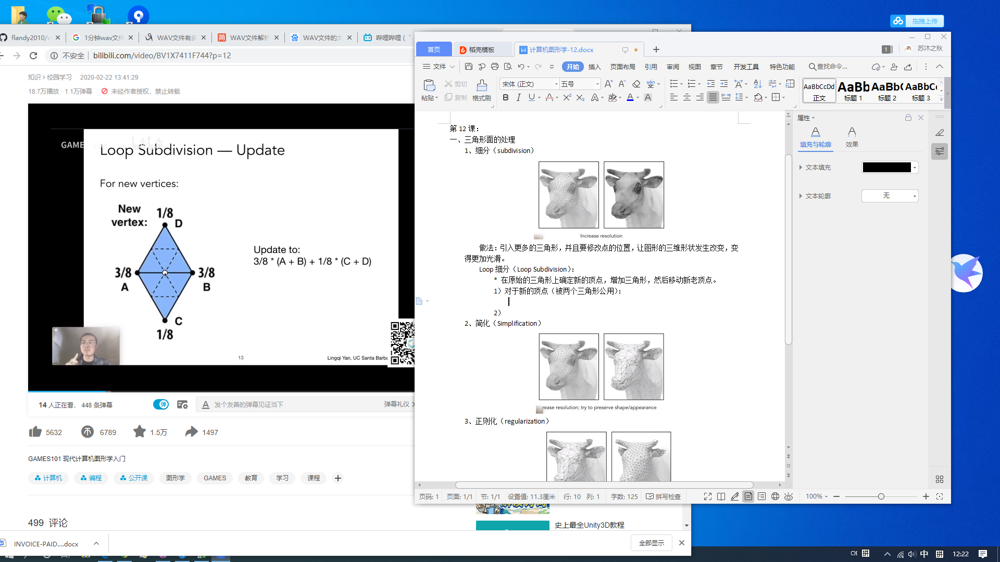 flandy2010/
1分钟wav文件
WAV文件有多
WAV文件解析
WAV文件的大
哔哩哔哩 (
不安全
bilibili.com/video/BV1X7411F744?p=12
知识 > 校园学习 2020-02-22 13:41:29
18.7万播放 · 1.1万弹幕 未经作者授权，禁止转载
GAME
Loop Subdivision — Update
For new vertices:
New vertex:
1/8
D
3/8
A
3/8
B
C
1/8
Update to:
3/8 * (A + B) + 1/8 * (C + D)
13
Lingqi Yan, UC Santa Barba
14 人正在看， 448 条弹幕
弹
发个友善的弹幕见证当下
弹幕礼仪 >
5632
6789
1.5万
1497
GAMES101 现代计算机图形学入门
计算机
编程
公开课
图形学
GAMES
教育
学习
课程
499 评论
史上最全Unity3D教程
INVOICE-PAID....docx
全部显示
拖拽上传
首页
稻壳模板
计算机图形学-12.docx
1
苏沐之秋
文件
开始
插入
页面布局
引用
审阅
视图
章节
开发工具
特色功能
查找命令...
粘贴
剪切
复制
格式刷
宋体 (正文)
五号
AaBbCcDd
正文
AaBb
标题 1
AaBb(
标题 2
AaBbC
标题 3
第 12 课：
一、三角形面的处理
1、细分（subdivision）
Increase resolution
做法：引入更多的三角形，并且要修改点的位置，让图形的三维形状发生改变，变
得更加光滑。
Loop 细分（Loop Subdivision）：
* 在原始的三角形上确定新的顶点，增加三角形，然后移动新老顶点。
1）对于新的顶点（被两个三角形公用）：
2）
2、简化（Simplification）
rease resolution; try to preserve shape/appearance
3、正则化（regularization）
属性
填充与轮廓
效果
文本填充
文本轮廓
无
页码: 1 页面: 1/1 节: 1/1 设置值: 11.3厘米 行: 10 列: 1 字数: 125 拼写检查
100%
CH 拼
中 拼 12:22